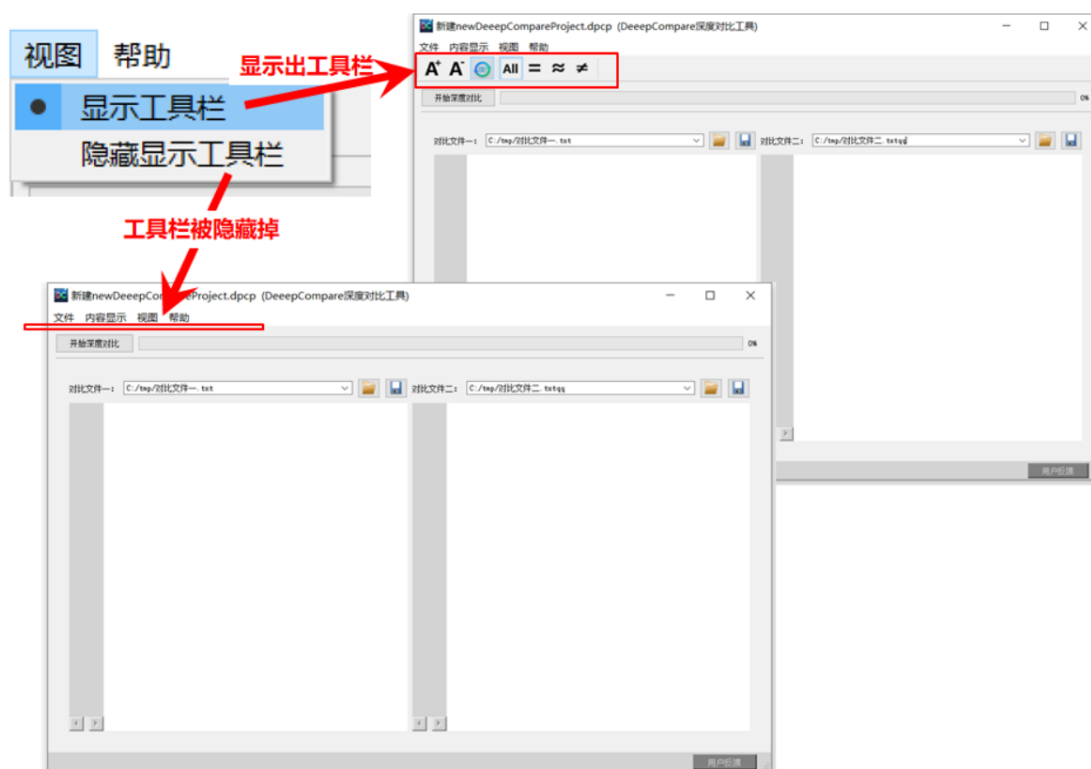 视图 帮助
显示工具栏
隐藏显示工具栏
显示出工具栏
工具栏被隐藏掉
新建newDeeepCompareProject.dpcp (DeeepCompare深度对比工具)
文件 内容显示 视图 帮助
A+ A- All = ≈ ≠
开始深度对比 0%
对比文件一: C:/tmp/对比文件一.txt 对比文件二: C:/tmp/对比文件二.txtqq
用户反馈
新建newDeeepCompareProject.dpcp (DeeepCompare深度对比工具)
文件 内容显示 视图 帮助
开始深度对比 0%
对比文件一: C:/tmp/对比文件一.txt 对比文件二: C:/tmp/对比文件二.txtqq
用户反馈